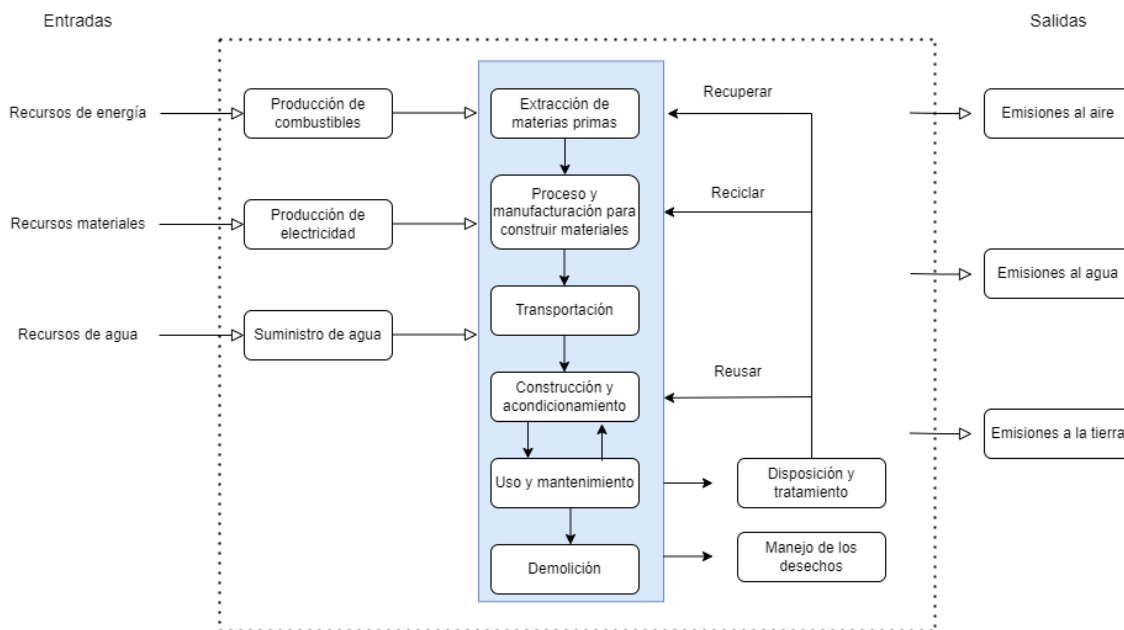 Entradas
Salidas
Recursos de energía
Producción de
combustibles
Extracción de
materias primas
Recuperar
Emisiones al aire
Recursos materiales
Producción de
electricidad
Proceso y
manufacturación para
construir materiales
Reciclar
Emisiones al agua
Recursos de agua
Suministro de agua
Transportación
Construcción y
acondicionamiento
Reusar
Emisiones a la tierra
Uso y mantenimiento
Disposición y
tratamiento
Demolición
Manejo de los
desechos